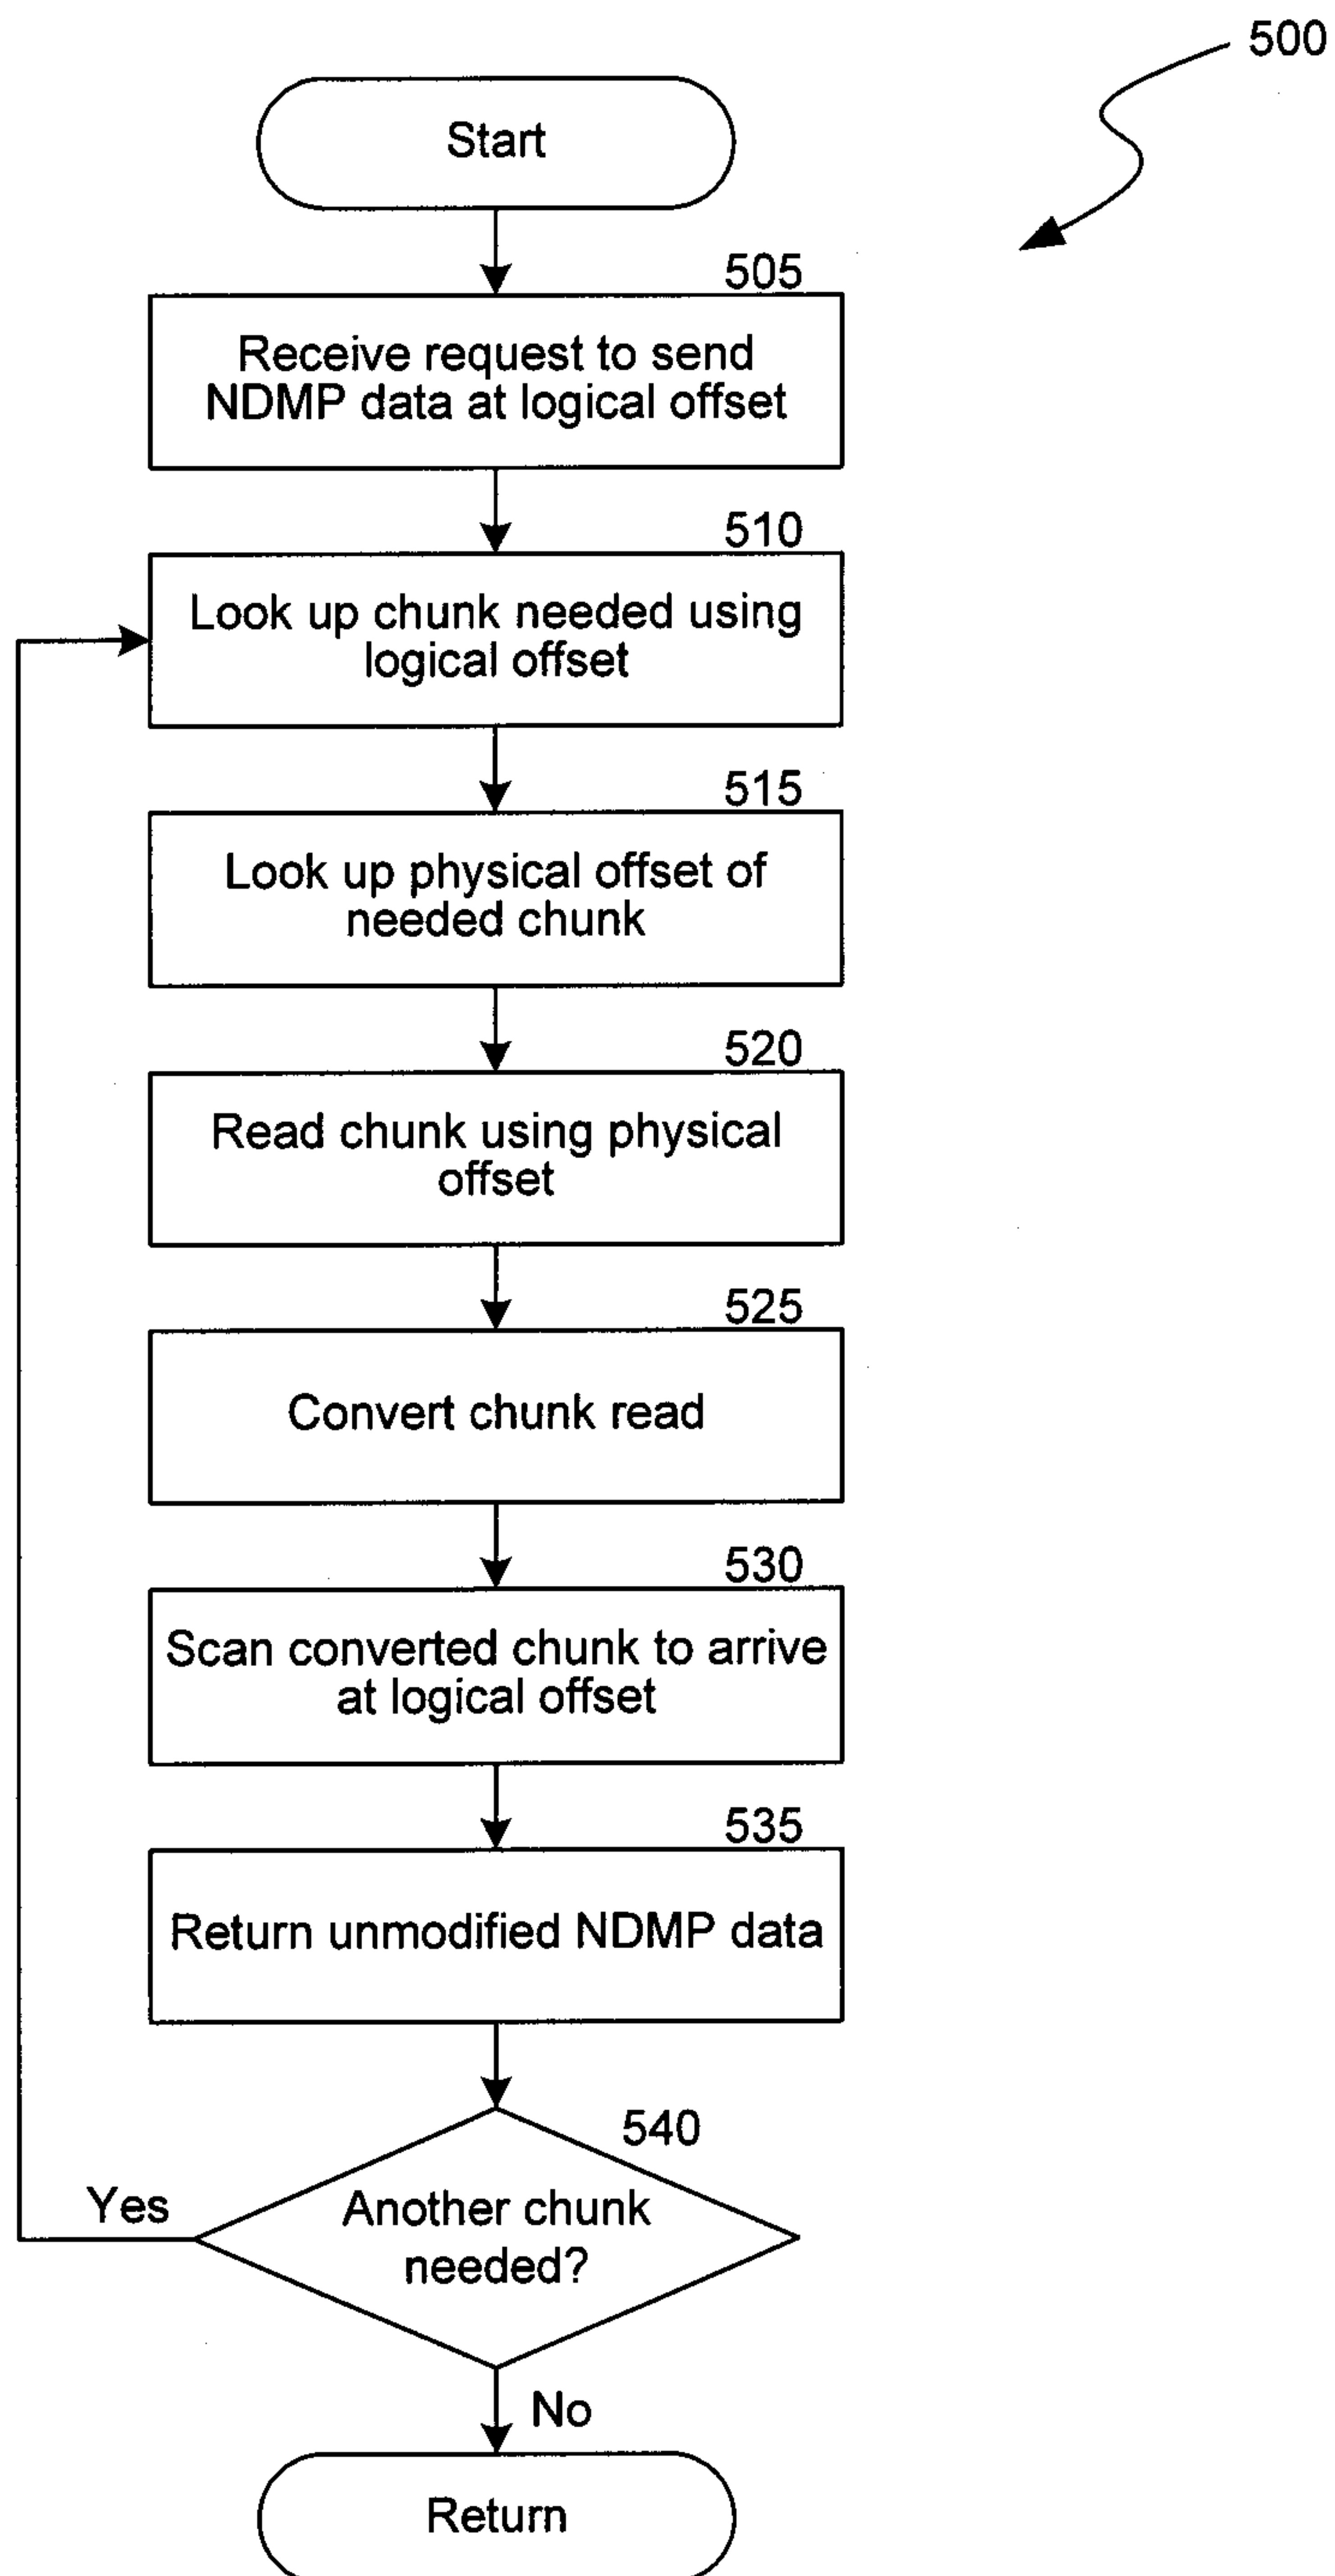 500
Start
505
Receive request to send
NDMP data at logical offset
510
Look up chunk needed using
logical offset
515
Look up physical offset of
needed chunk
520
Read chunk using physical
offset
525
Convert chunk read
530
Scan converted chunk to arrive
at logical offset
535
Return unmodified NDMP data
540
Another chunk
needed?
Yes
No
Return